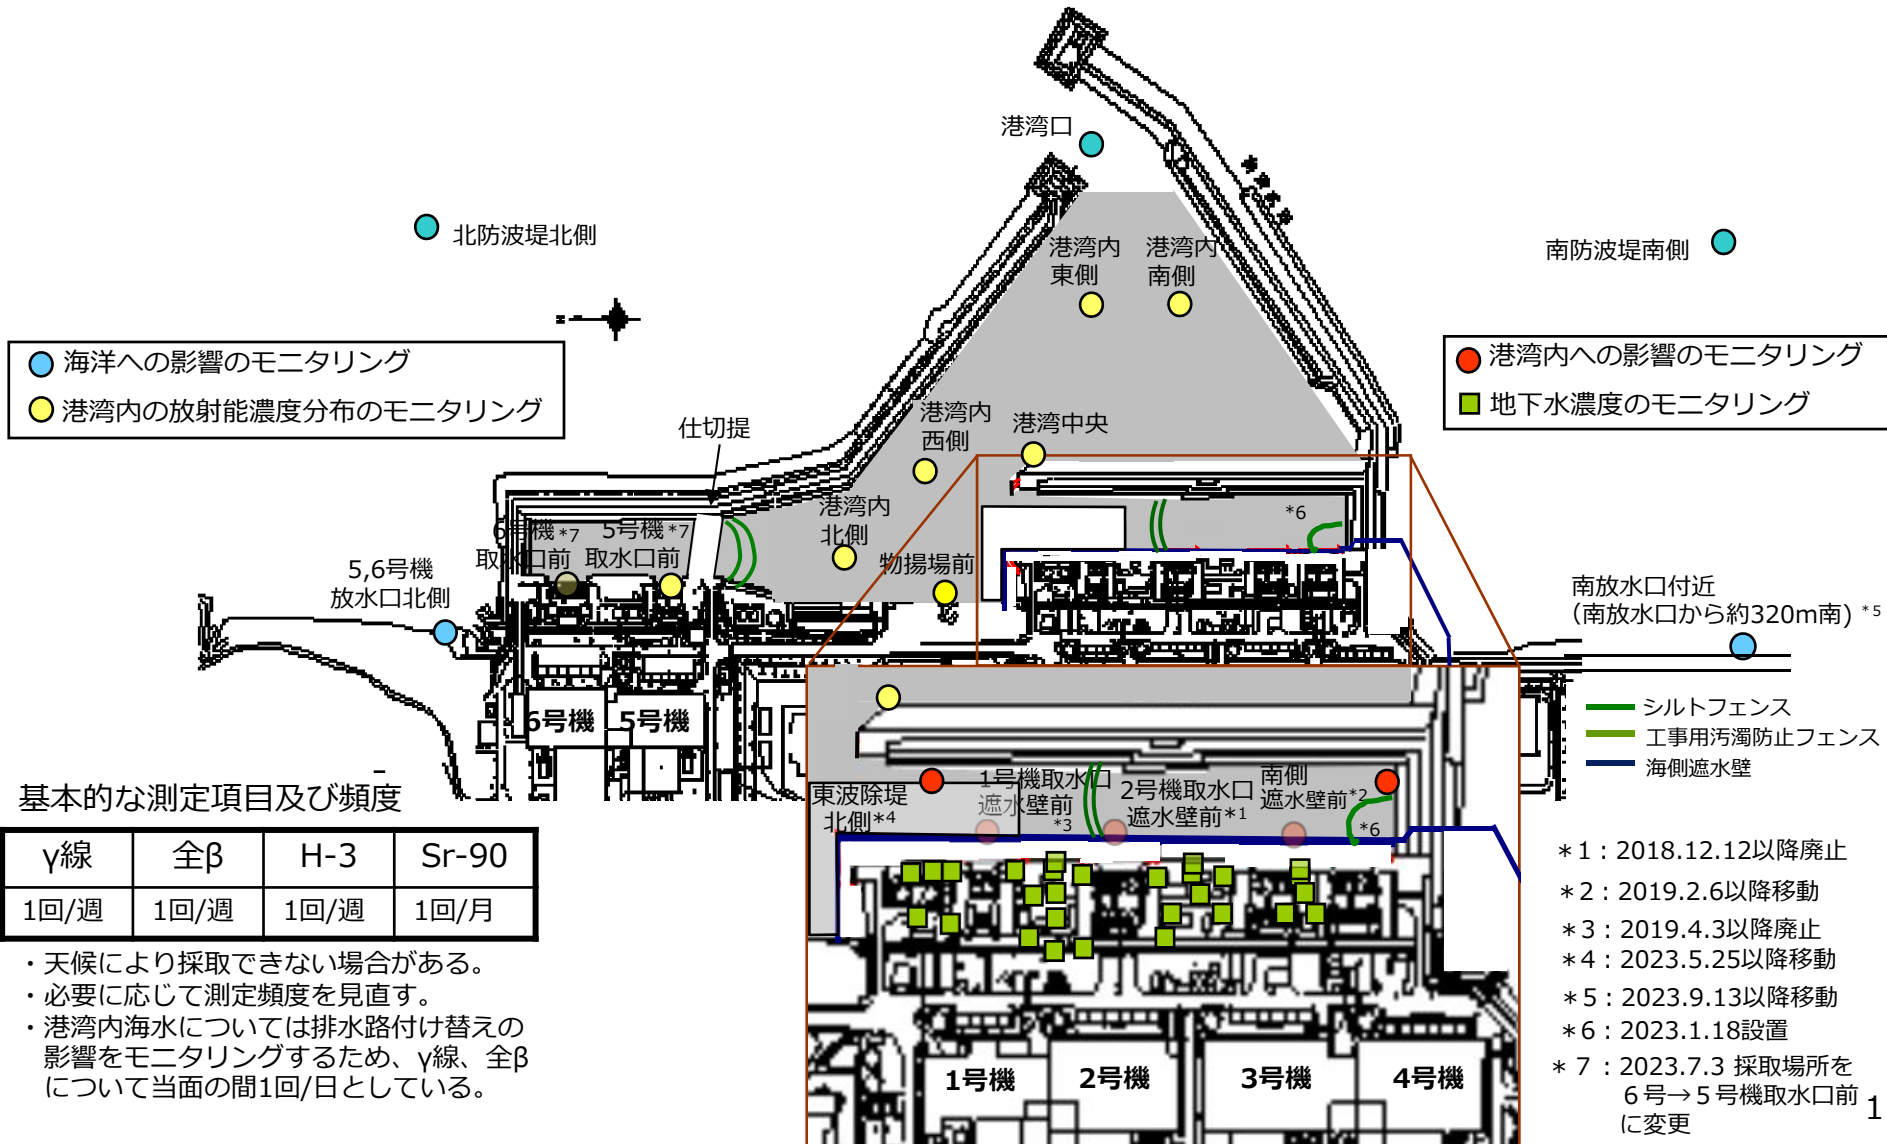 港湾口
北防波堤北側
南防波堤南側
港湾内
東側
港湾内
南側
海洋への影響のモニタリング
港湾内の放射能濃度分布のモニタリング
港湾内への影響のモニタリング
地下水濃度のモニタリング
仕切提
港湾内
西側
港湾中央
港湾内
北側
物揚場前
6号機*7
取水口前
5号機*7
取水口前
*6
5,6号機
放水口北側
南放水口付近
(南放水口から約320m南) *5
6号機
5号機
シルトフェンス
工事用汚濁防止フェンス
海側遮水壁
東波除堤
北側*4
1号機取水口
遮水壁前
*3
2号機取水口
遮水壁前*1
南側
遮水壁前*2
*6
1号機
2号機
3号機
4号機
基本的な測定項目及び頻度
γ線 全β H-3 Sr-90
1回/週 1回/週 1回/週 1回/月
・天候により採取できない場合がある。
・必要に応じて測定頻度を見直す。
・港湾内海水については排水路付け替えの
影響をモニタリングするため、γ線、全β
について当面の間1回/日としている。
＊1：2018.12.12以降廃止
＊2：2019.2.6以降移動
＊3：2019.4.3以降廃止
＊4：2023.5.25以降移動
＊5：2023.9.13以降移動
＊6：2023.1.18設置
＊７：2023.7.3 採取場所を
６号→５号機取水口前
に変更
1